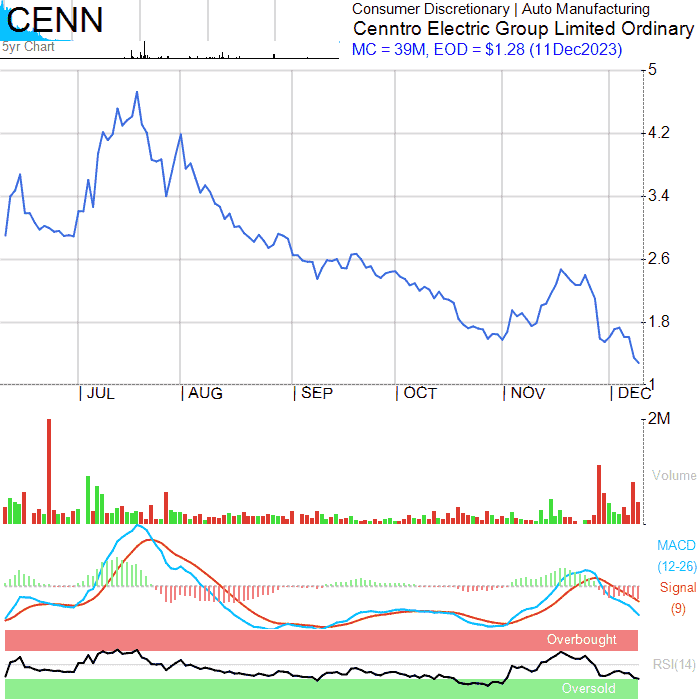 CENN
5yr Chart
Consumer Discretionary | Auto Manufacturing
Cenntro Electric Group Limited Ordinary
MC = 39M, EOD = $1.28 (11Dec2023)
5
4.2
3.4
2.6
1.8
1
| JUL | AUG | SEP | OCT | NOV | DEC
2M
Volume
MACD
(12-26)
Signal
(9)
Overbought
RSI(14)
Oversold